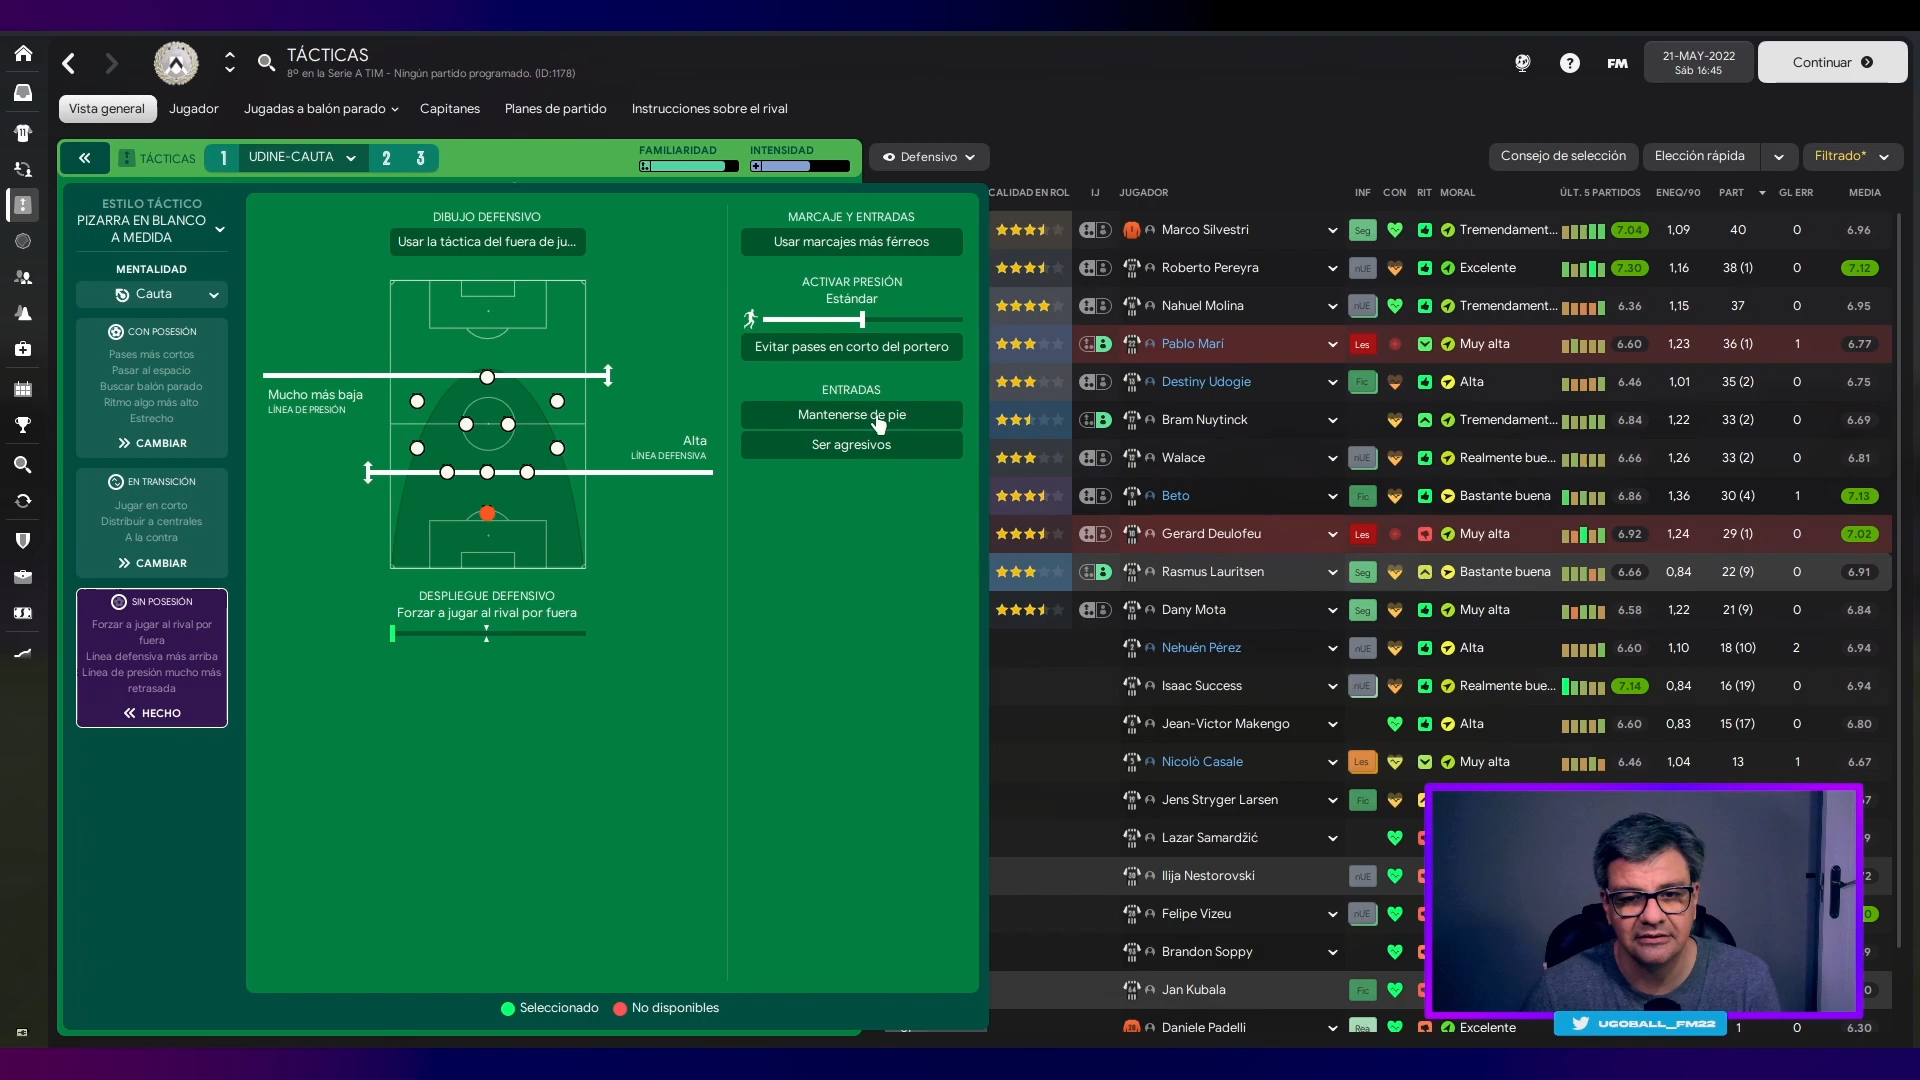 TÁCTICAS
8º en la Serie A TIM - Ningún partido programado. (ID:1178)
FM
21-MAY-2022
Sáb 16:45
Continuar
Vista general
Jugador
Jugadas a balón parado
Capitanes
Planes de partido
Instrucciones sobre el rival
TÁCTICAS
1 UDINE-CAUTA 2 3
FAMILIARIDAD
INTENSIDAD
Defensivo
Consejo de selección
Elección rápida
Filtrado*
ESTILO TÁCTICO
PIZARRA EN BLANCO
A MEDIDA
MENTALIDAD
Cauta
CON POSESIÓN
Pases más cortos
Pasar al espacio
Buscar balón parado
Ritmo algo más alto
Estrecho
CAMBIAR
EN TRANSICIÓN
Jugar en corto
Distribuir a centrales
A la contra
CAMBIAR
SIN POSESIÓN
Forzar a jugar al rival por
fuera
Línea defensiva más arriba
Línea de presión mucho más
retrasada
HECHO
DIBUJO DEFENSIVO
Usar la táctica del fuera de ju...
Mucho más baja
LÍNEA DE PRESIÓN
Alta
LÍNEA DEFENSIVA
DESPLIEGUE DEFENSIVO
Forzar a jugar al rival por fuera
MARCAJE Y ENTRADAS
Usar marcajes más férreos
ACTIVAR PRESIÓN
Estándar
Evitar pases en corto del portero
ENTRADAS
Mantenerse de pie
Ser agresivos
Seleccionado
No disponibles
CALIDAD EN ROL IJ JUGADOR INF CON RIT MORAL ÚLT. 5 PARTIDOS ENEQ/90 PART GL ERR MEDIA
Marco Silvestri Seg Tremendament... 7.04 1,09 40 0 6.96
Roberto Pereyra nUE Excelente 7.30 1,16 38 (1) 0 7.12
Nahuel Molina nUE Tremendament... 6.36 1,15 37 0 6.95
Pablo Marí Les Muy alta 6.60 1,23 36 (1) 1 6.77
Destiny Udogie Fic Alta 6.46 1,01 35 (2) 0 6.75
Bram Nuytinck Tremendament... 6.84 1,22 33 (2) 0 6.69
Walace nUE Realmente bue... 6.66 1,26 33 (2) 0 6.81
Beto Fic Bastante buena 6.86 1,36 30 (4) 1 7.13
Gerard Deulofeu Les Muy alta 6.92 1,24 29 (1) 0 7.02
Rasmus Lauritsen Seg Bastante buena 6.66 0,84 22 (9) 0 6.91
Dany Mota Seg Muy alta 6.58 1,22 21 (9) 0 6.84
Nehuén Pérez nUE Alta 6.60 1,10 18 (10) 2 6.94
Isaac Success nUE Realmente bue... 7.14 0,84 16 (19) 0 6.94
Jean-Victor Makengo Alta 6.60 0,83 15 (17) 0 6.80
Nicolò Casale Les Muy alta 6.46 1,04 13 1 6.67
Jens Stryger Larsen Fic
Lazar Samardžić
Ilija Nestorovski nUE
Felipe Vizeu nUE
Brandon Soppy
Jan Kubala Fic
Daniele Padelli Rea Excelente 1 0 6.30
UGOBALL_FM22